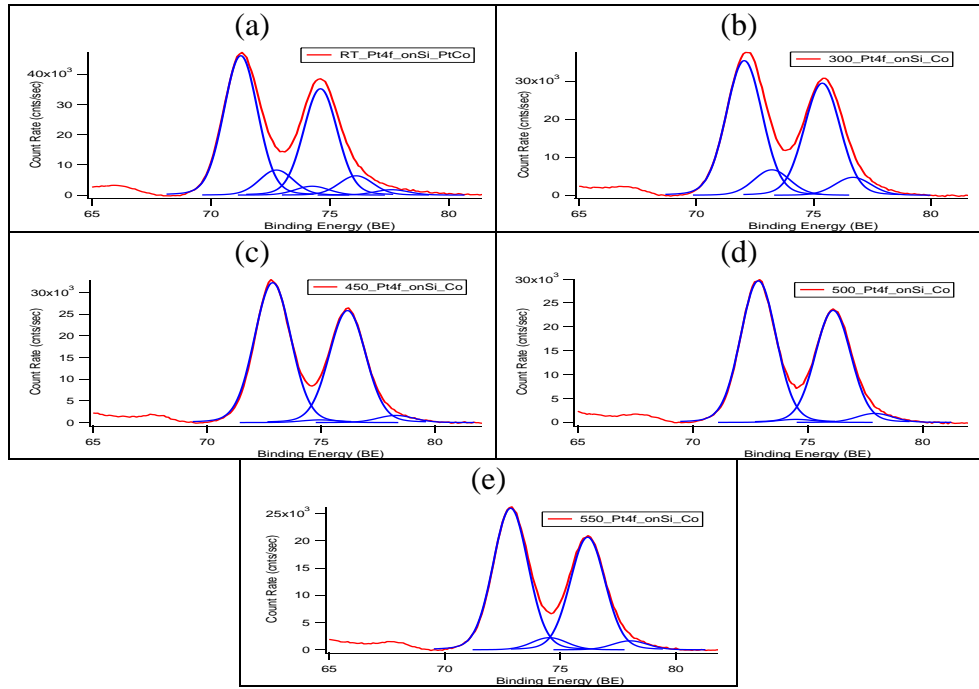 (a)
RT_Pt4f_onSi_PtCo
Count Rate (cnts/sec)
40x10³
30
20
10
0
65 70 75 80
Binding Energy (BE)
(b)
300_Pt4f_onSi_Co
Count Rate (cnts/sec)
30x10³
20
10
0
65 70 75 80
Binding Energy (BE)
(c)
450_Pt4f_onSi_Co
Count Rate (cnts/sec)
30x10³
25
20
15
10
5
0
65 70 75 80
Binding Energy (BE)
(d)
500_Pt4f_onSi_Co
Count Rate (cnts/sec)
30x10³
25
20
15
10
5
0
65 70 75 80
Binding Energy (BE)
(e)
550_Pt4f_onSi_Co
Count Rate (cnts/sec)
25x10³
20
15
10
5
0
65 70 75 80
Binding Energy (BE)